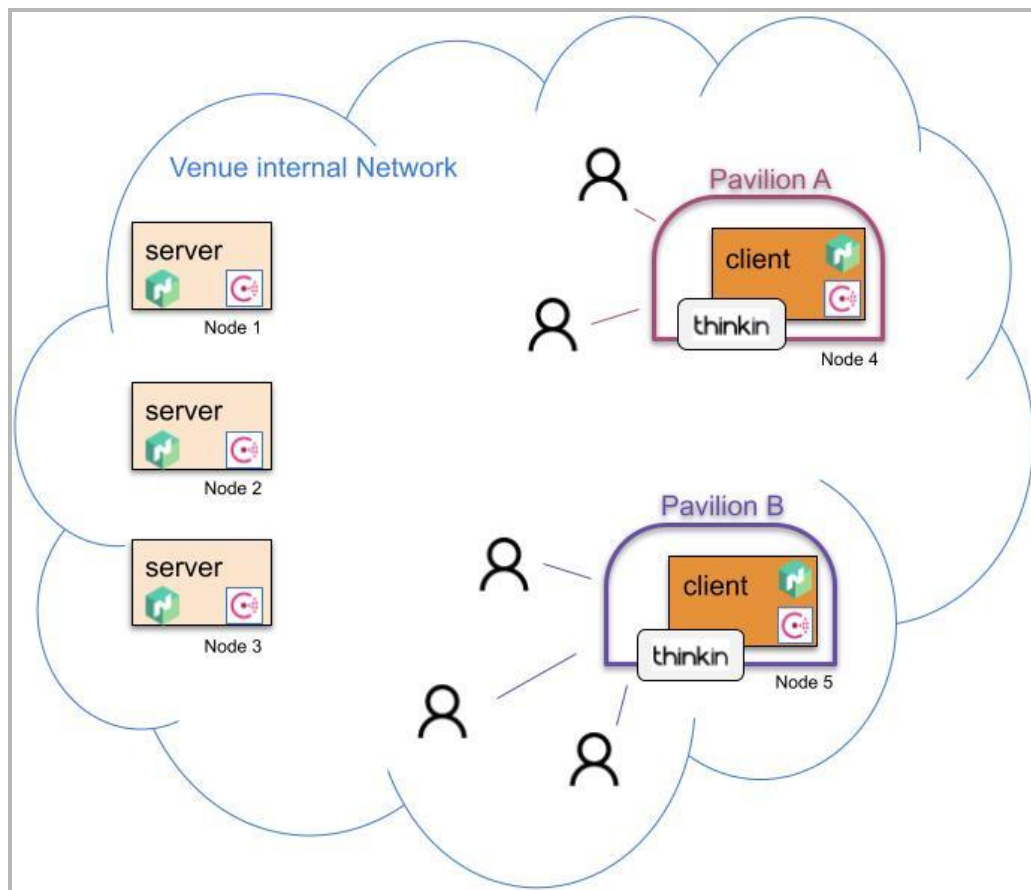 Venue internal Network
server
Node 1
server
Node 2
server
Node 3
Pavilion A
client
thinkin
Node 4
Pavilion B
client
thinkin
Node 5